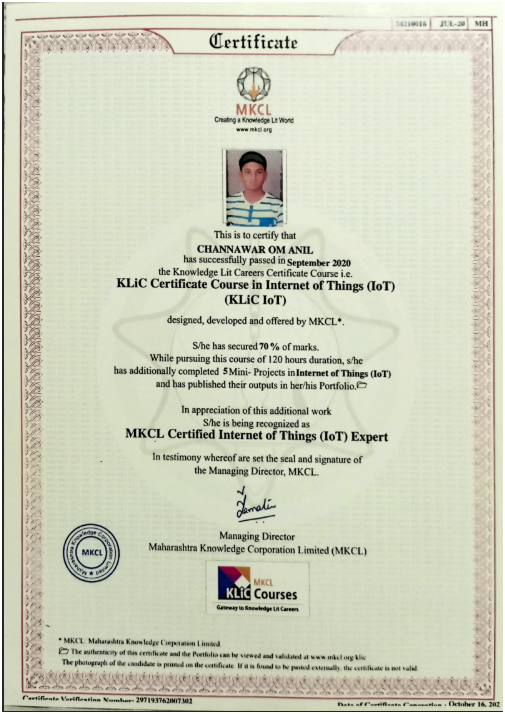 JUL-20 MH
Certificate
MKCL
Creating a Knowledge Lit World
www.mkcl.org
This is to certify that
CHANNAWAR OM ANIL
has successfully passed in September 2020
the Knowledge Lit Careers Certificate Course i.e.
KLiC Certificate Course in Internet of Things (IoT)
(KLiC IoT)
designed, developed and offered by MKCL*.
S/he has secured 70 % of marks.
While pursuing this course of 120 hours duration, s/he
has additionally completed 5 Mini- Projects in Internet of Things (IoT)
and has published their outputs in her/his Portfolio.
In appreciation of this additional work
S/he is being recognized as
MKCL Certified Internet of Things (IoT) Expert
In testimony whereof are set the seal and signature of
the Managing Director, MKCL.
Managing Director
Maharashtra Knowledge Corporation Limited (MKCL)
Maharashtra Knowledge Corporation Limited
MKCL
MKCL
KLiC Courses
Gateway to Knowledge Lit Careers
* MKCL: Maharashtra Knowledge Corporation Limited
The authenticity of this certificate and the Portfolio can be viewed and validated at www.mkcl.org/klic
The photograph of the candidate is printed on the certificate. If it is found to be pasted externally, the certificate is not valid.
Certificate Verification Number: 297193762007302
Date of Certificate Generation : October 16, 202